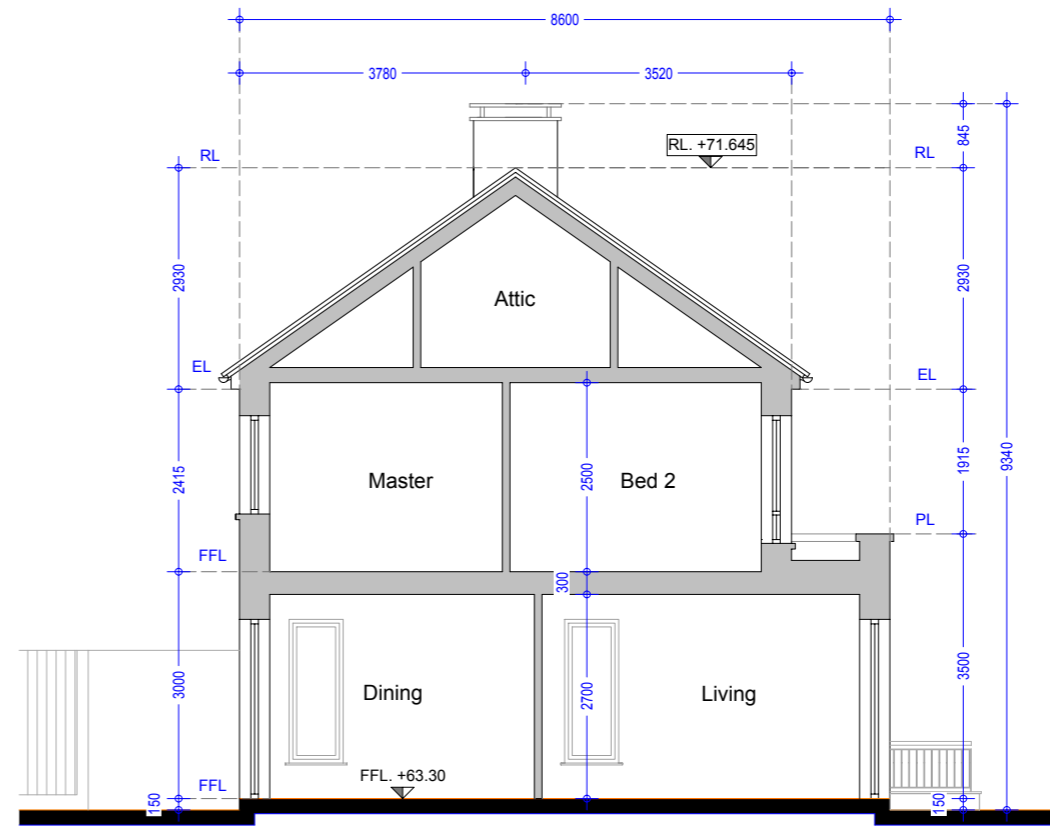 8600
3780
3520
845
RL
RL. +71.645
RL
2930
Attic
2930
EL
EL
2415
Master
2500
Bed 2
1915
9340
PL
FFL
300
3000
Dining
2700
Living
3500
FFL. +63.30
FFL
150
150